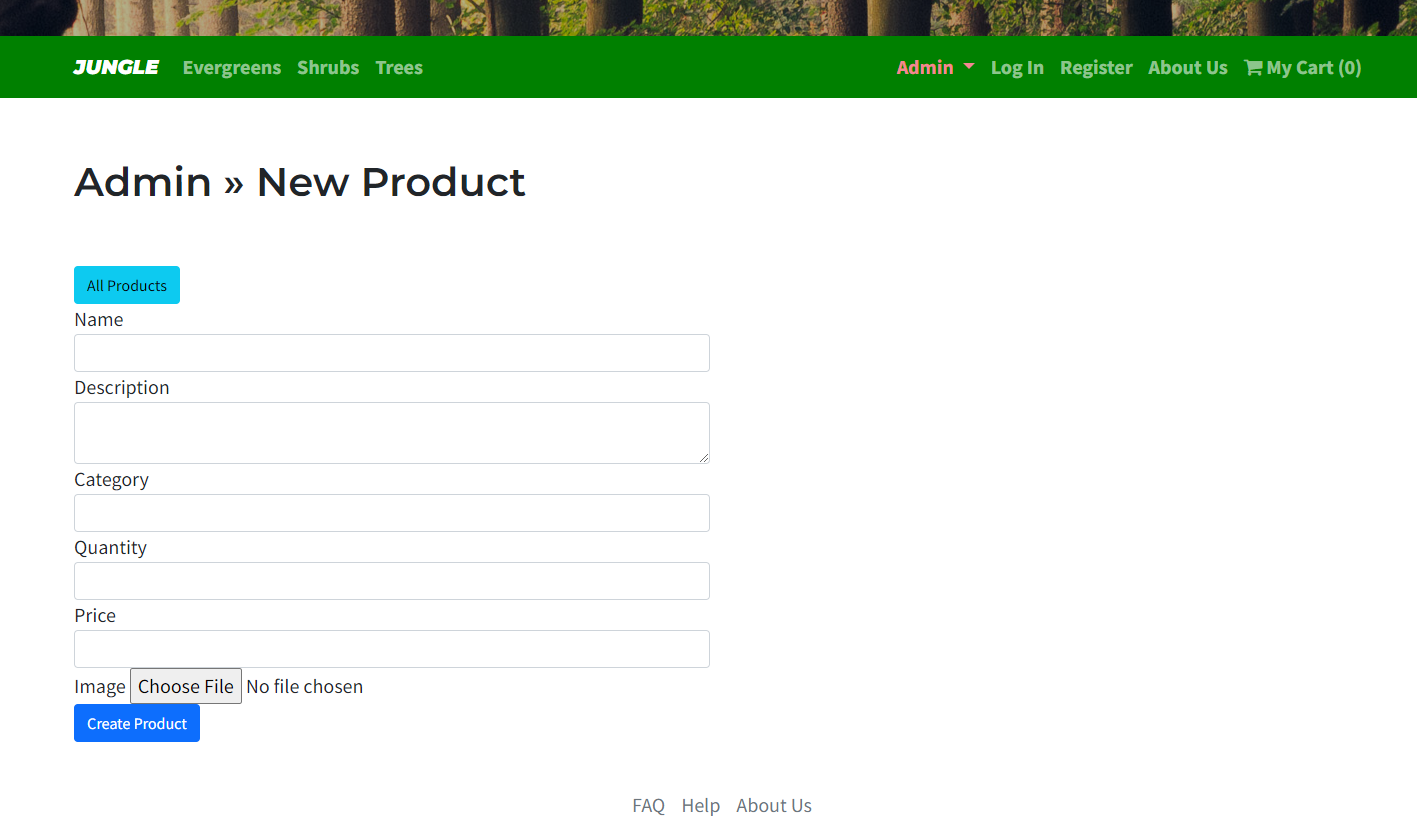 JUNGLE Evergreens Shrubs Trees Admin Log In Register About Us My Cart (0)
Admin » New Product
All Products
Name
Description
Category
Quantity
Price
Image Choose File No file chosen
Create Product
FAQ Help About Us